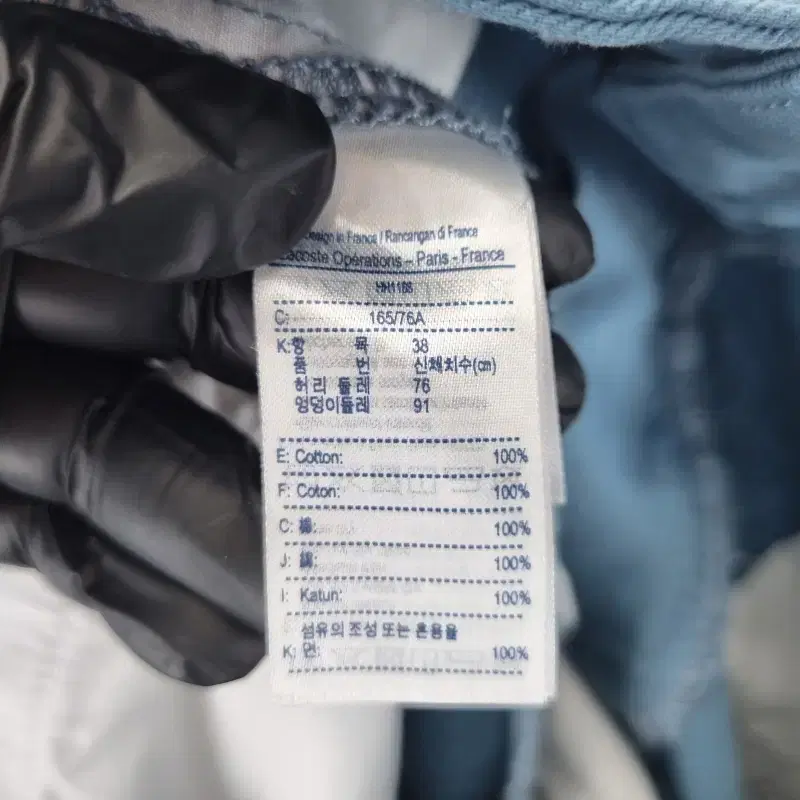 Design in France / Rancangan di France
Lacoste Operations – Paris - France
HH1168
C: 165/76A
K: 항 목 38
품 번 신체치수(cm)
허리 둘레 76
엉덩이둘레 91
E: Cotton: 100%
F: Coton: 100%
C: 棉: 100%
J: 綿: 100%
I: Katun: 100%
섬유의 조성 또는 혼용율
K: 면: 100%